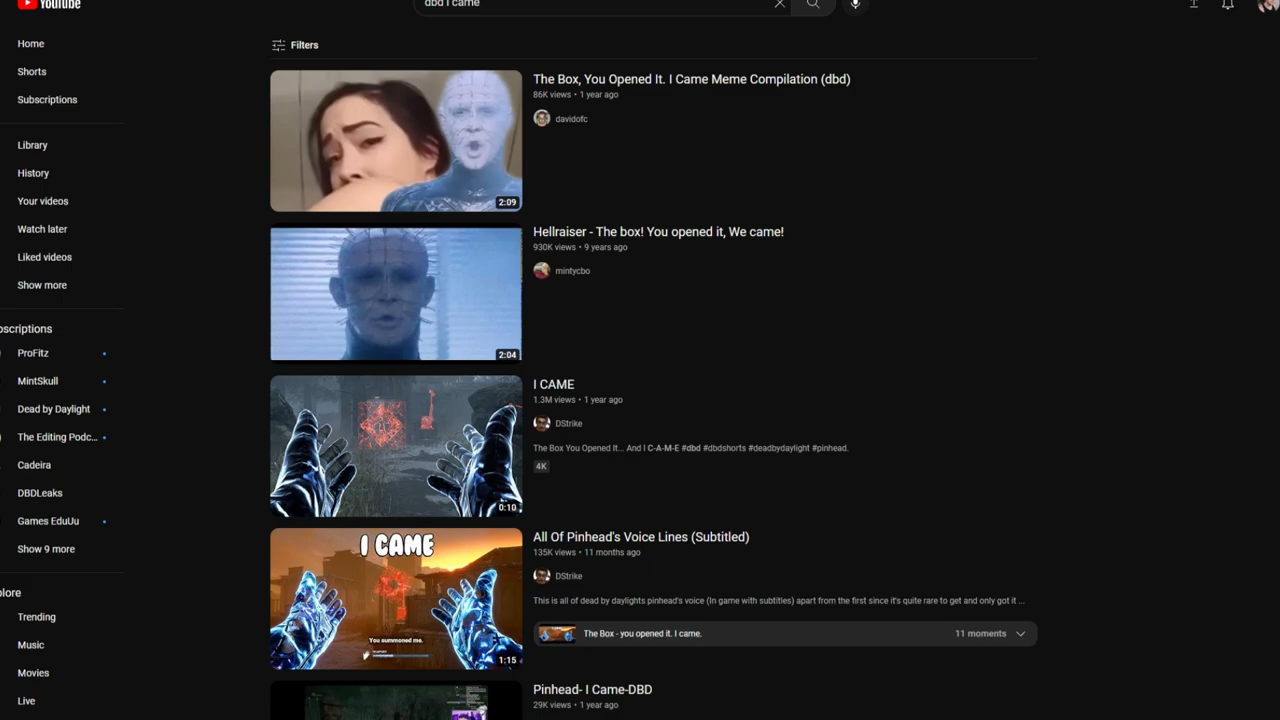 YouTube
dbd i came
Home
Shorts
Subscriptions
Library
History
Your videos
Watch later
Liked videos
Show more
bscriptions
ProFitz
MintSkull
Dead by Daylight
The Editing Podc...
Cadeira
DBDLeaks
Games EduUu
Show 9 more
plore
Trending
Music
Movies
Live
Filters
2:09
The Box, You Opened It. I Came Meme Compilation (dbd)
86K views • 1 year ago
davidofc
2:04
Hellraiser - The box! You opened it, We came!
930K views • 9 years ago
mintycbo
0:10
I CAME
1.3M views • 1 year ago
DStrike
The Box You Opened It... And I C-A-M-E #dbd #dbdshorts #deadbydaylight #pinhead.
4K
I CAME
You summoned me.
1:15
All Of Pinhead's Voice Lines (Subtitled)
135K views • 11 months ago
DStrike
This is all of dead by daylights pinhead's voice (In game with subtitles) apart from the first since it's quite rare to get and only got it ...
The Box - you opened it. I came.
11 moments
Pinhead- I Came-DBD
29K views • 1 year ago